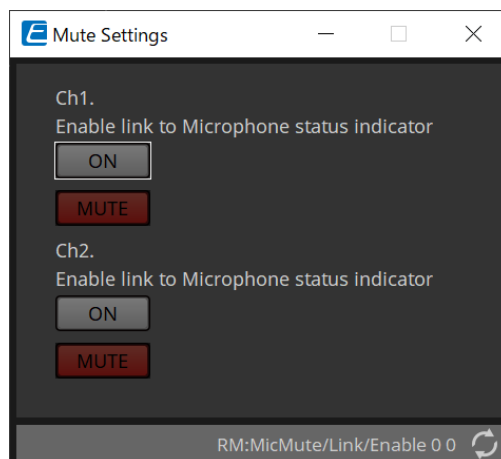 Mute Settings
Ch1.
Enable link to Microphone status indicator
ON
MUTE
Ch2.
Enable link to Microphone status indicator
ON
MUTE
RM:MicMute/Link/Enable 0 0